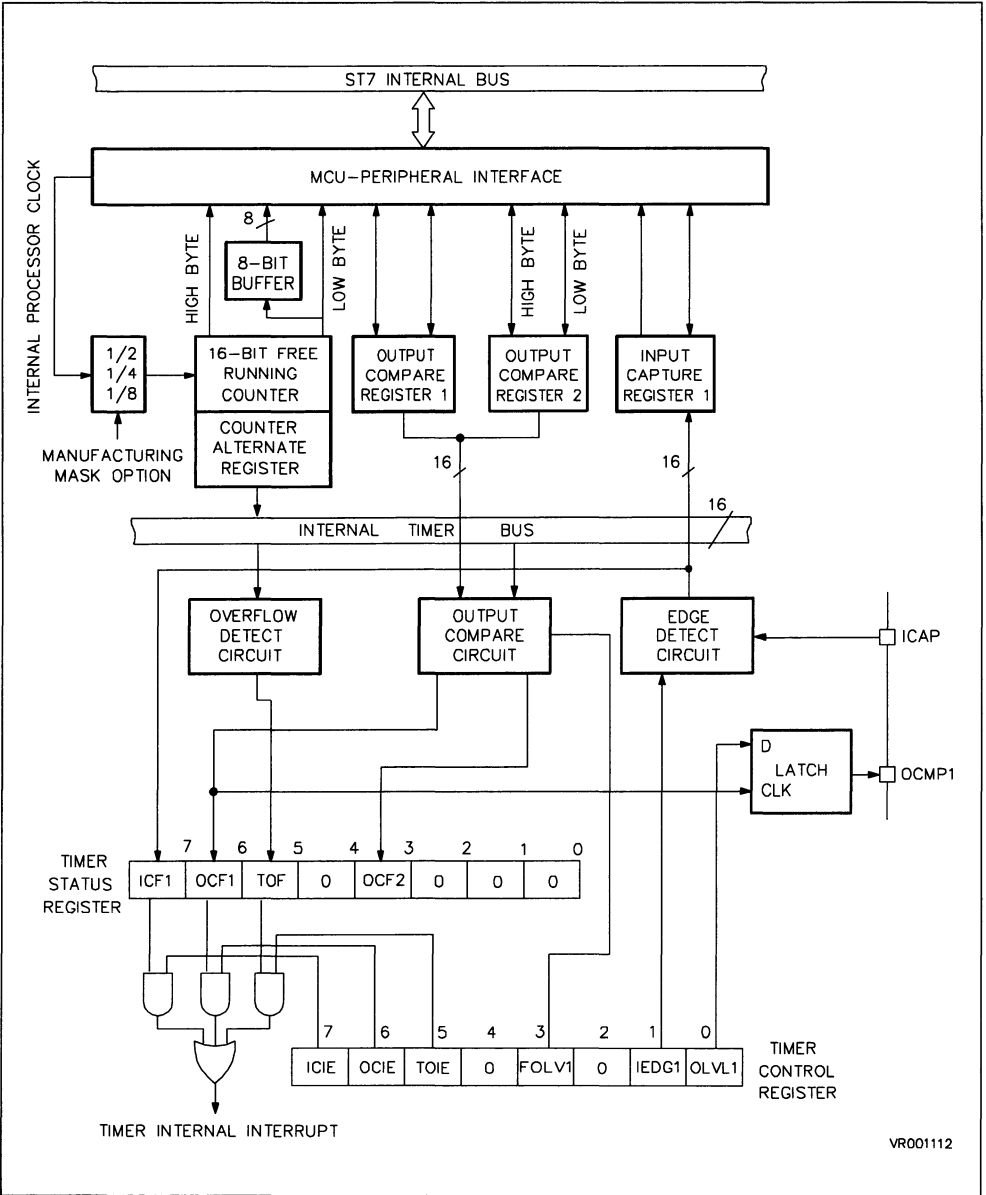 ST7 INTERNAL BUS
INTERNAL PROCESSOR CLOCK
MCU-PERIPHERAL INTERFACE
8
HIGH BYTE
8-BIT
BUFFER
LOW BYTE
HIGH BYTE
LOW BYTE
1/2
1/4
1/8
16-BIT FREE
RUNNING
COUNTER
OUTPUT
COMPARE
REGISTER 1
OUTPUT
COMPARE
REGISTER 2
INPUT
CAPTURE
REGISTER 1
MANUFACTURING
MASK OPTION
COUNTER
ALTERNATE
REGISTER
16
16
16
INTERNAL TIMER BUS
OVERFLOW
DETECT
CIRCUIT
OUTPUT
COMPARE
CIRCUIT
EDGE
DETECT
CIRCUIT
ICAP
D
LATCH
CLK
OCMP1
TIMER
STATUS
REGISTER
7 6 5 4 3 2 1 0
ICF1 OCF1 TOF 0 OCF2 0 0 0
7 6 5 4 3 2 1 0
ICIE OCIE TOIE 0 FOLV1 0 IEDG1 OLVL1
TIMER
CONTROL
REGISTER
TIMER INTERNAL INTERRUPT
VR001112